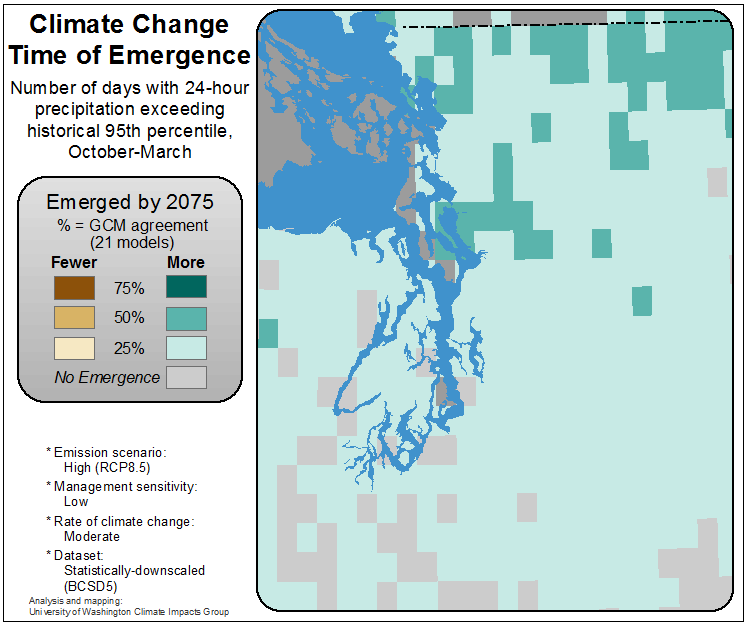 Climate Change
Time of Emergence
Number of days with 24-hour
precipitation exceeding
historical 95th percentile,
October-March
Emerged by 2075
% = GCM agreement
(21 models)
Fewer More
75%
50%
25%
No Emergence
* Emission scenario:
High (RCP8.5)
* Management sensitivity:
Low
* Rate of climate change:
Moderate
* Dataset:
Statistically-downscaled
(BCSD5)
Analysis and mapping:
University of Washington Climate Impacts Group